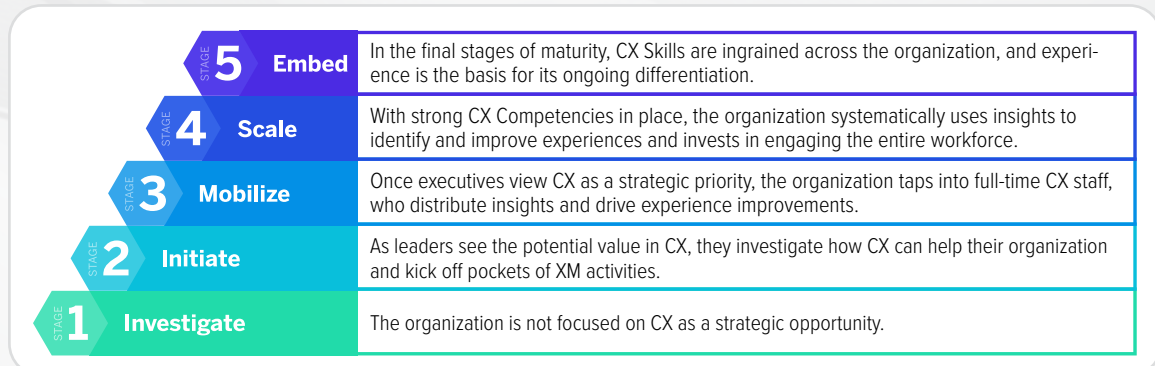 STAGE 5 Embed
In the final stages of maturity, CX Skills are ingrained across the organization, and experi-
ence is the basis for its ongoing differentiation.
STAGE 4 Scale
With strong CX Competencies in place, the organization systematically uses insights to
identify and improve experiences and invests in engaging the entire workforce.
STAGE 3 Mobilize
Once executives view CX as a strategic priority, the organization taps into full-time CX staff,
who distribute insights and drive experience improvements.
STAGE 2 Initiate
As leaders see the potential value in CX, they investigate how CX can help their organization
and kick off pockets of XM activities.
STAGE 1 Investigate
The organization is not focused on CX as a strategic opportunity.